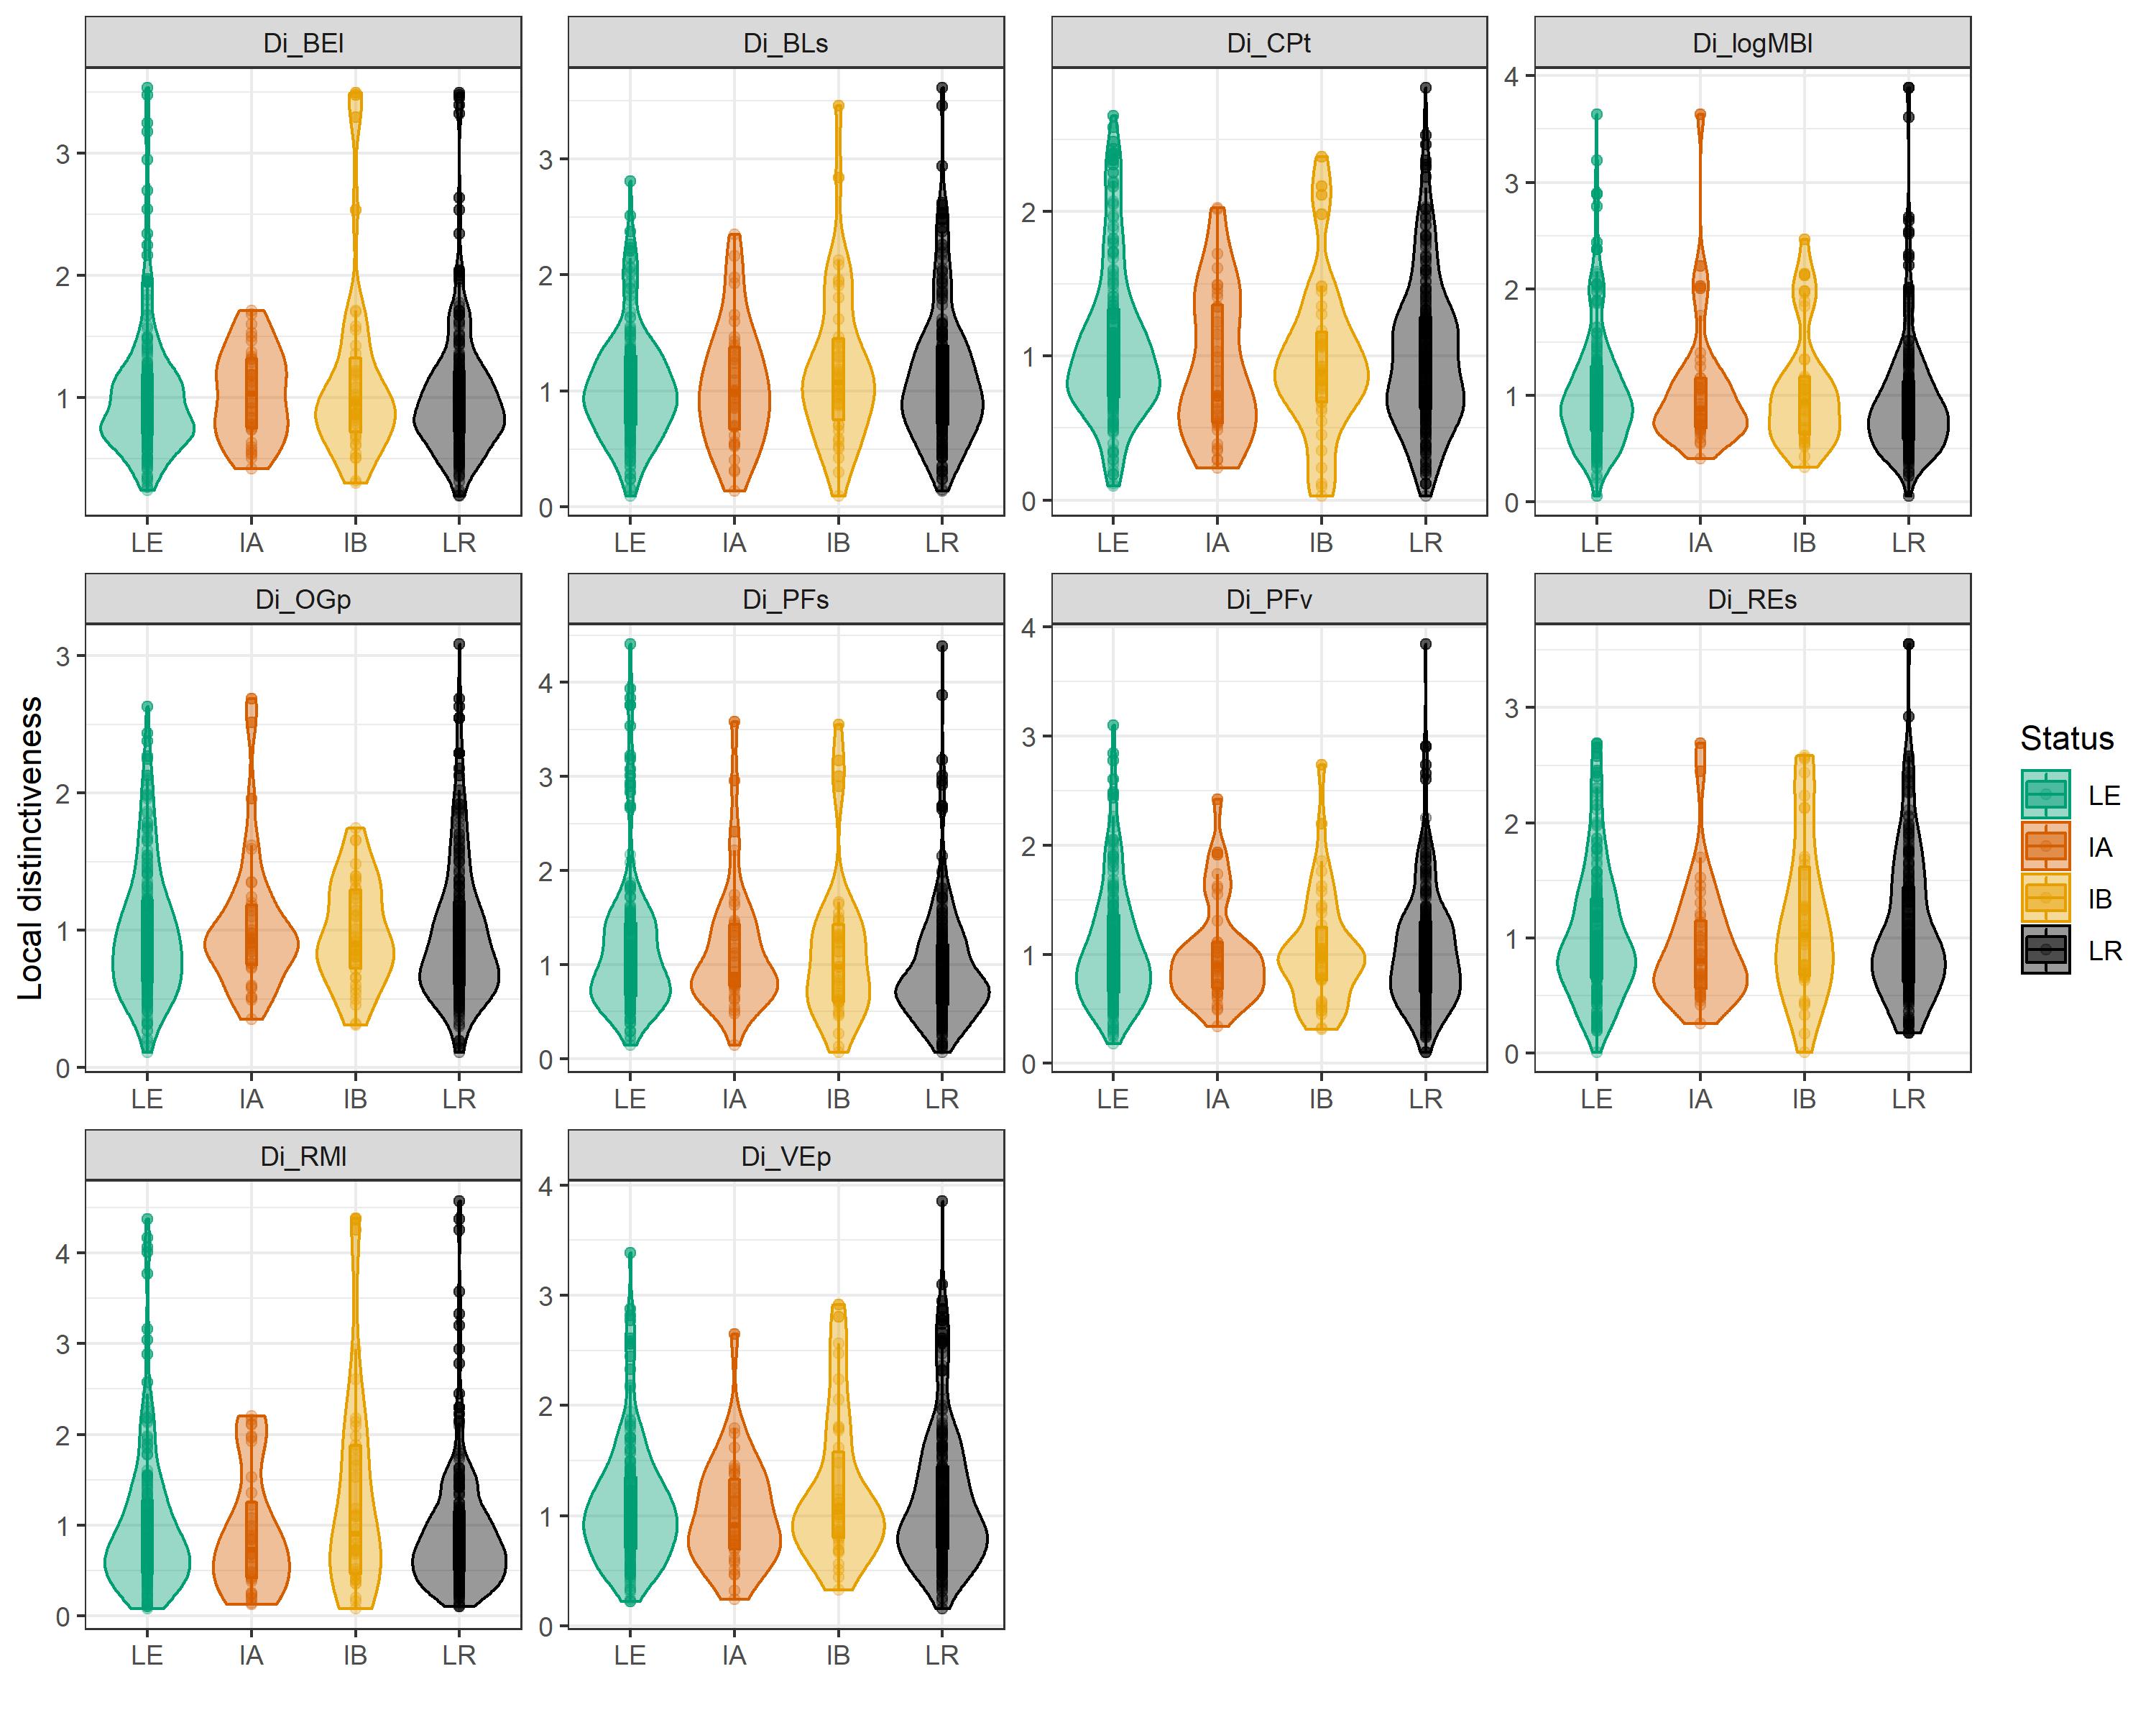 Di_BEl Di_BLs Di_CPt Di_logMBl
3 2 1
3 2 1 0
2 1 0
4 3 2 1 0
LE IA IB LR LE IA IB LR LE IA IB LR LE IA IB LR
Di_OGp Di_PFs Di_PFv Di_REs
Local distinctiveness
3 2 1 0
4 3 2 1 0
4 3 2 1 0
3 2 1 0
LE IA IB LR LE IA IB LR LE IA IB LR LE IA IB LR
Status
LE
IA
IB
LR
Di_RMl Di_VEp
4 3 2 1 0
4 3 2 1 0
LE IA IB LR LE IA IB LR